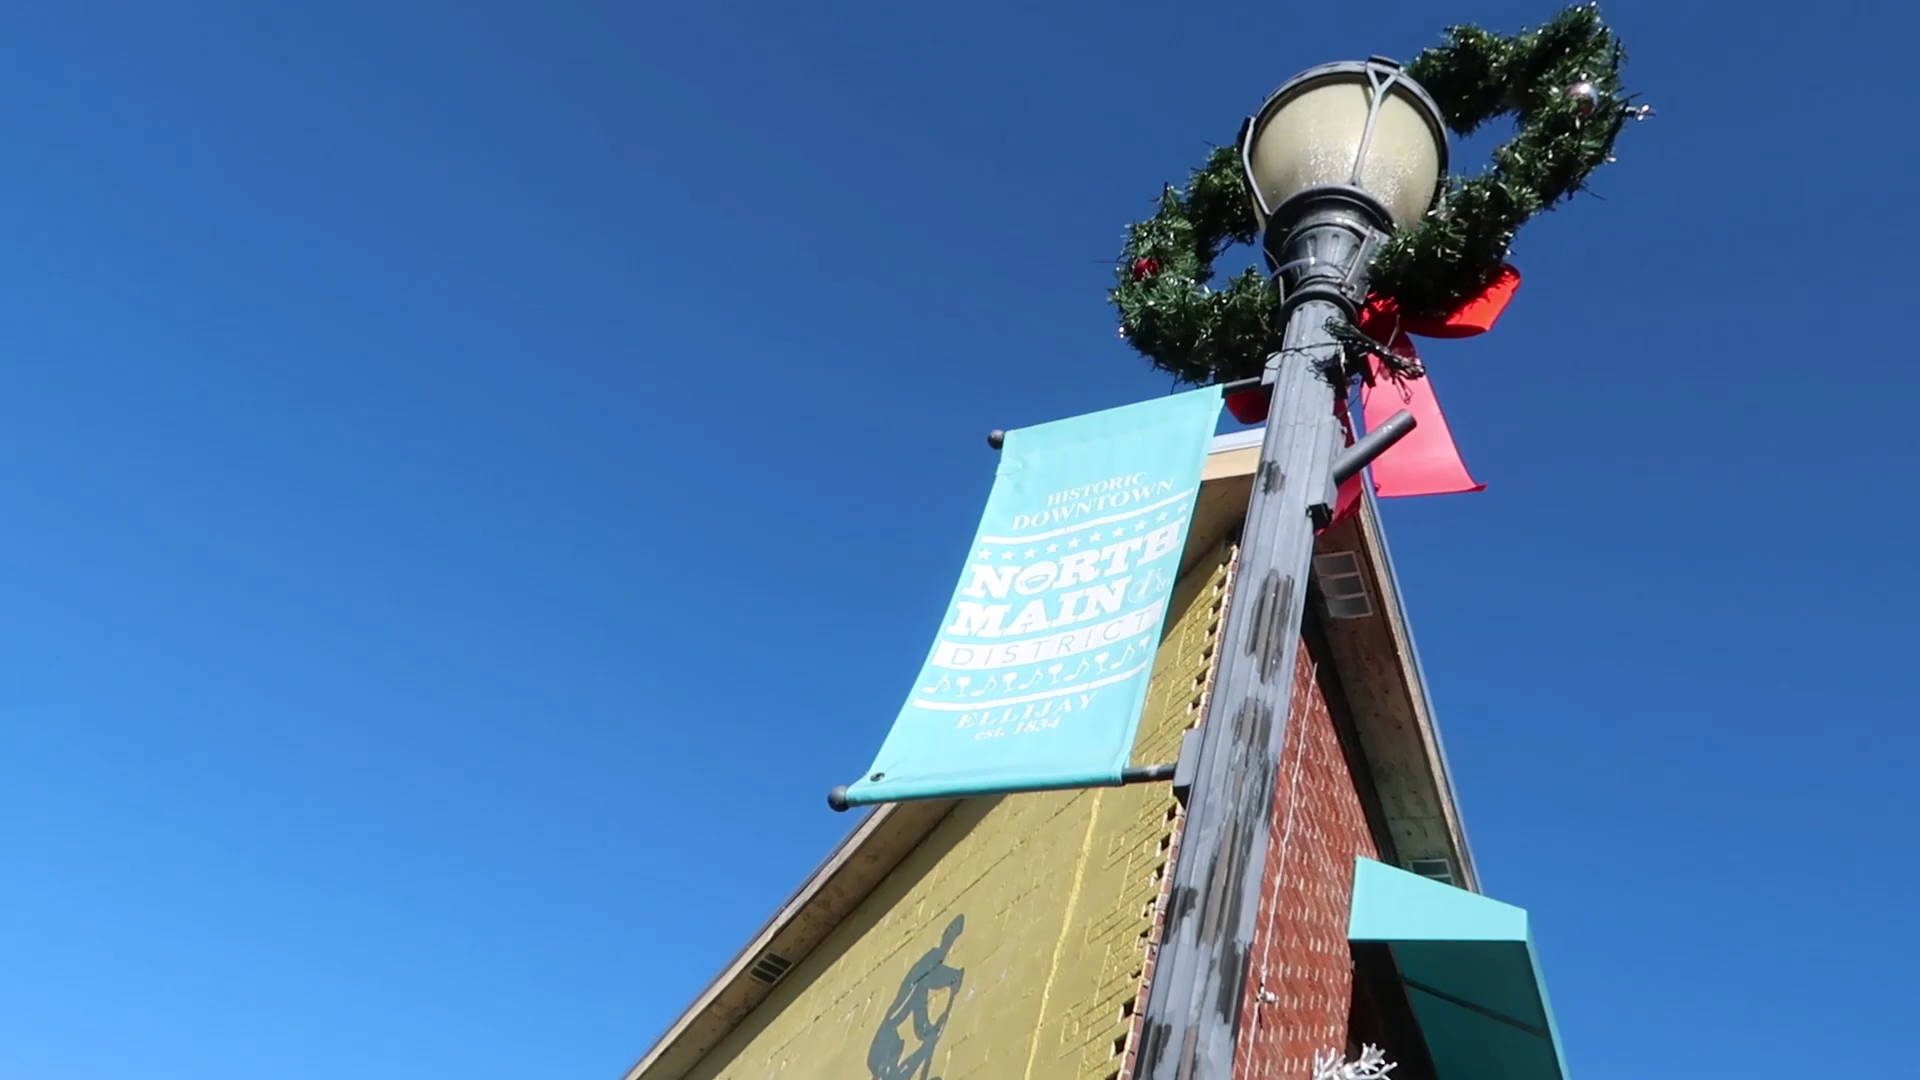 HISTORIC
DOWNTOWN
NORTH
MAIN
DISTRICT
ELLIJAY
est. 1834